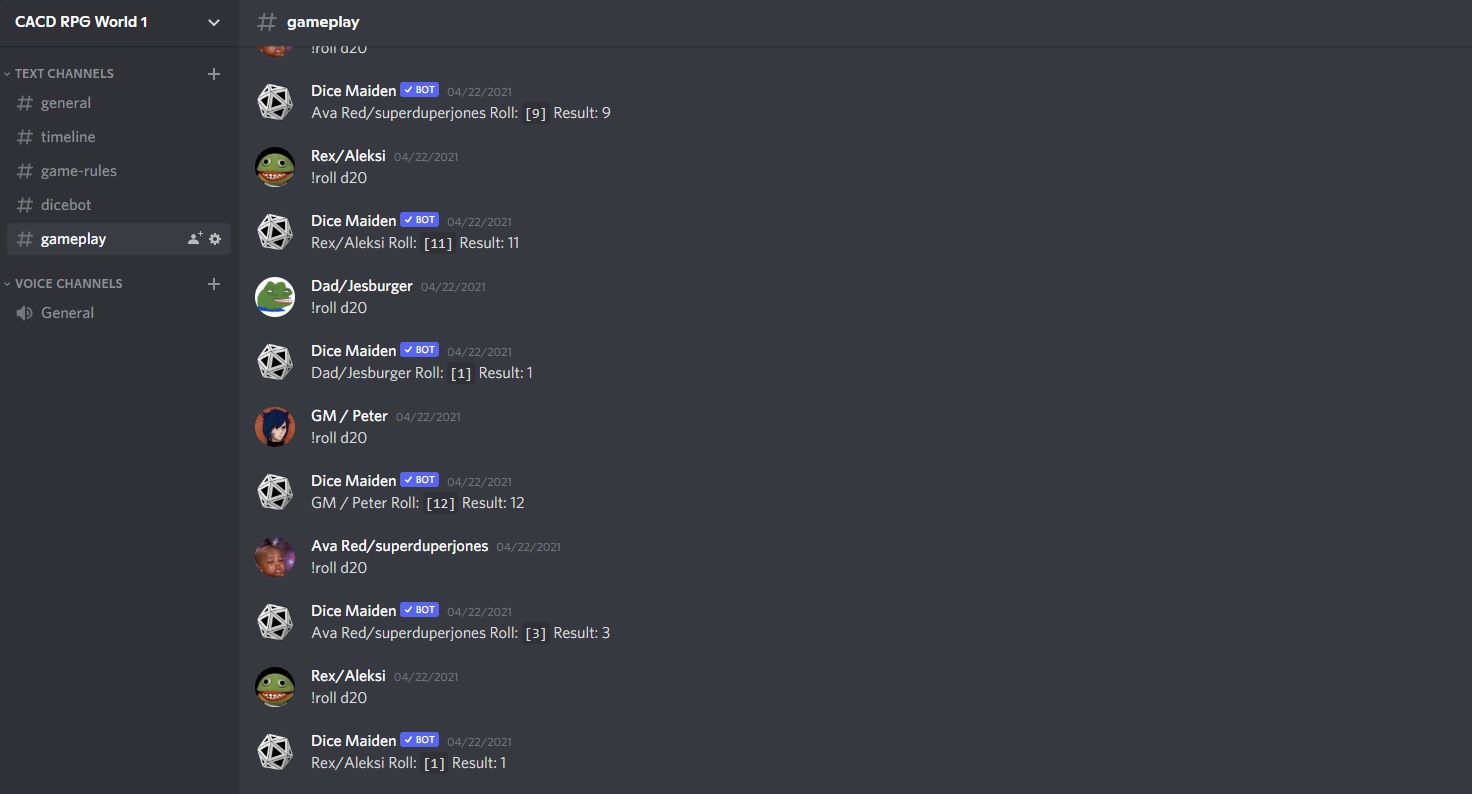 CACD RPG World 1
TEXT CHANNELS
general
timeline
game-rules
dicebot
gameplay
VOICE CHANNELS
General
# gameplay
!roll d20
Dice Maiden ✓ BOT 04/22/2021
Ava Red/superduperjones Roll: [9] Result: 9
Rex/Aleksi 04/22/2021
!roll d20
Dice Maiden ✓ BOT 04/22/2021
Rex/Aleksi Roll: [11] Result: 11
Dad/Jesburger 04/22/2021
!roll d20
Dice Maiden ✓ BOT 04/22/2021
Dad/Jesburger Roll: [1] Result: 1
GM / Peter 04/22/2021
!roll d20
Dice Maiden ✓ BOT 04/22/2021
GM / Peter Roll: [12] Result: 12
Ava Red/superduperjones 04/22/2021
!roll d20
Dice Maiden ✓ BOT 04/22/2021
Ava Red/superduperjones Roll: [3] Result: 3
Rex/Aleksi 04/22/2021
!roll d20
Dice Maiden ✓ BOT 04/22/2021
Rex/Aleksi Roll: [1] Result: 1